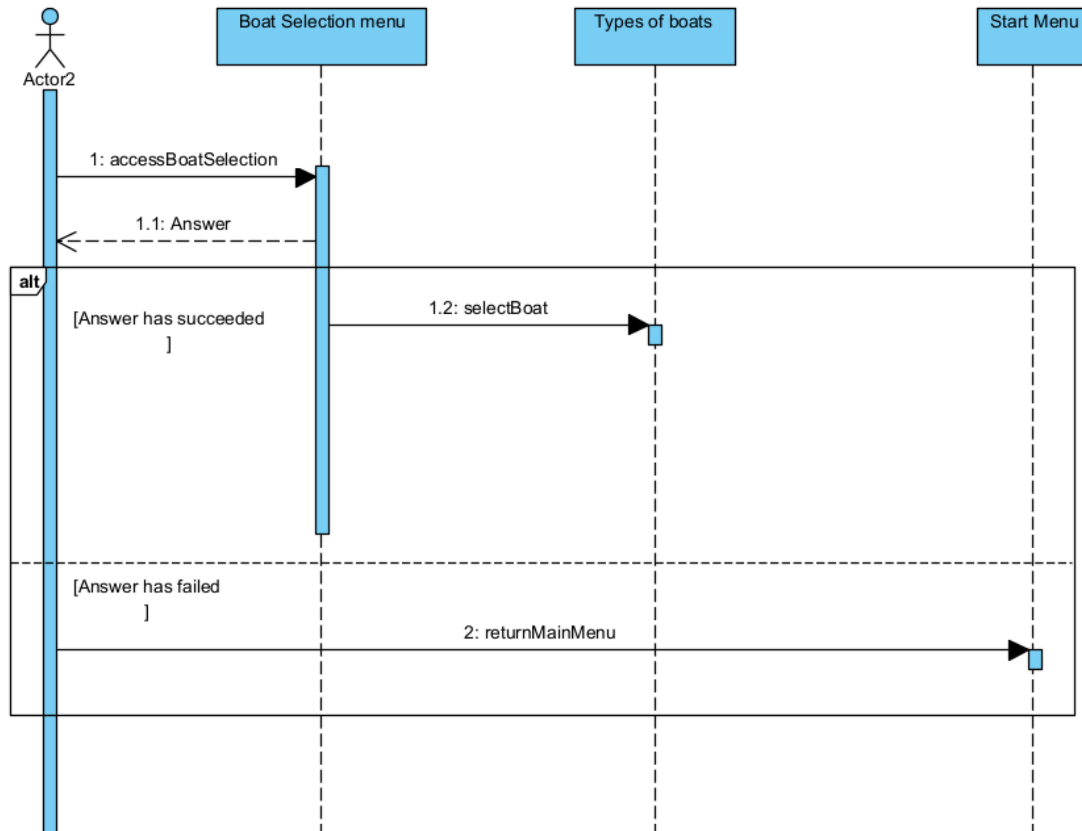 Boat Selection menu
Types of boats
Start Menu
Actor2
1: accessBoatSelection
1.1: Answer
alt
[Answer has succeeded
]
1.2: selectBoat
[Answer has failed
]
2: returnMainMenu